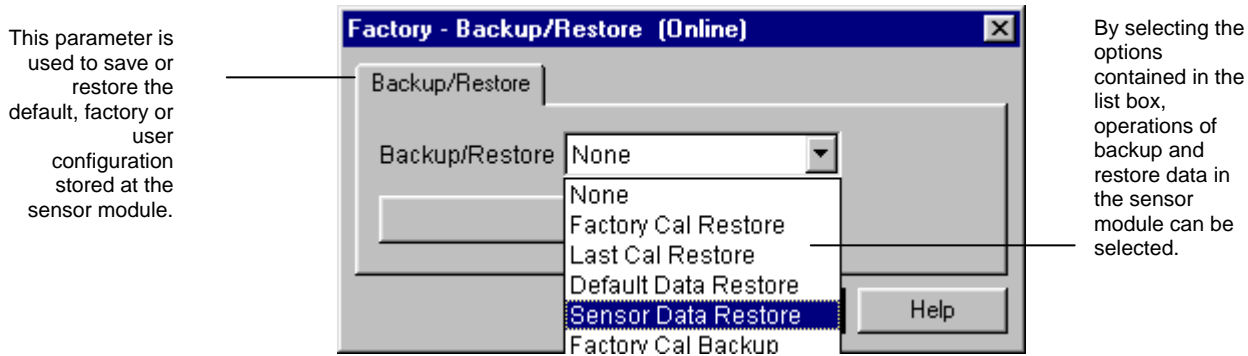 This parameter is
used to save or
restore the
default, factory or
user
configuration
stored at the
sensor module.
Factory - Backup/Restore (Online)
Backup/Restore
Backup/Restore None
None
Factory Cal Restore
Last Cal Restore
Default Data Restore
Sensor Data Restore
Factory Cal Backup
Help
By selecting the
options
contained in the
list box,
operations of
backup and
restore data in
the sensor
module can be
selected.